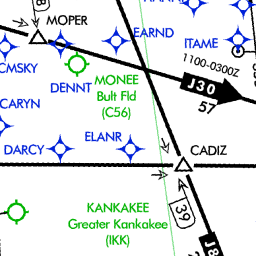 MOPER
EARND
ITAME
1100-0300Z
CMSKY
MONEE
Bult Fld
(C56)
DENNT
J30
57
CARYN
ELANR
DARCY
CADIZ
39
KANKAKEE
Greater Kankakee
(IKK)